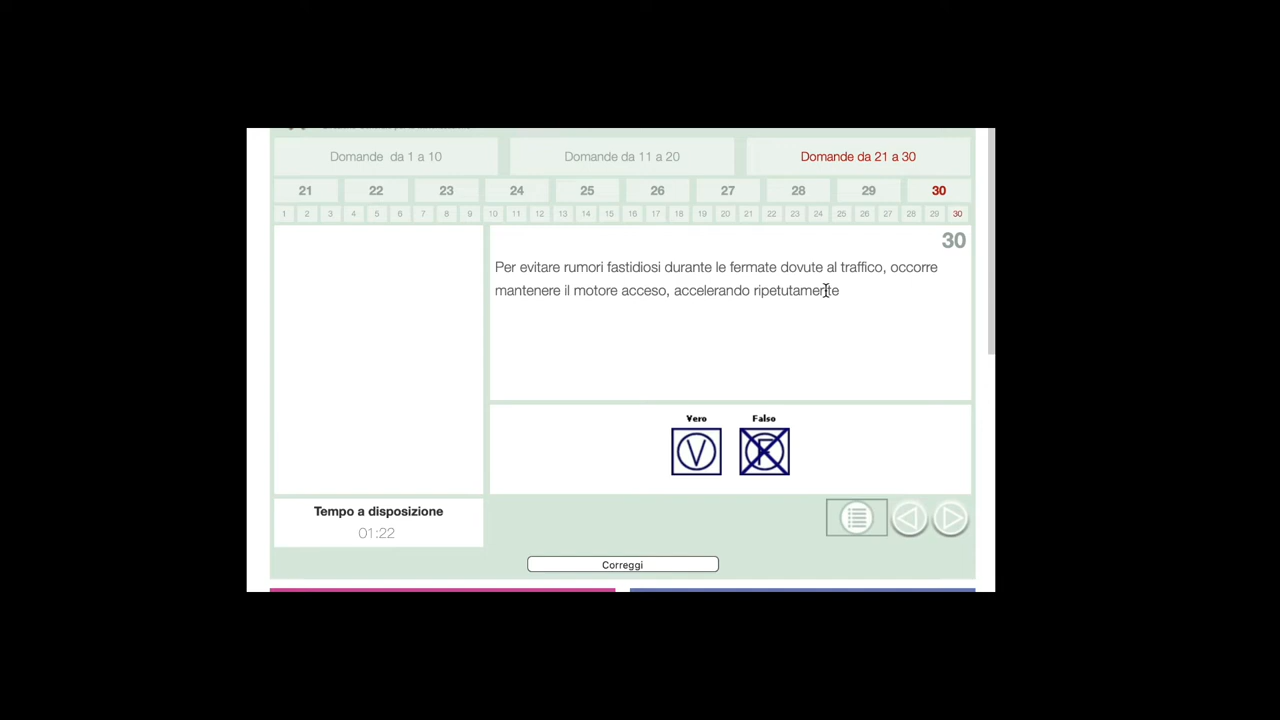 Domande da 1 a 10
Domande da 11 a 20
Domande da 21 a 30
21 22 23 24 25 26 27 28 29 30
1 2 3 4 5 6 7 8 9 10 11 12 13 14 15 16 17 18 19 20 21 22 23 24 25 26 27 28 29 30
30
Per evitare rumori fastidiosi durante le fermate dovute al traffico, occorre
mantenere il motore acceso, accelerando ripetutamente
Vero Falso
V F
Tempo a disposizione
01:22
Correggi